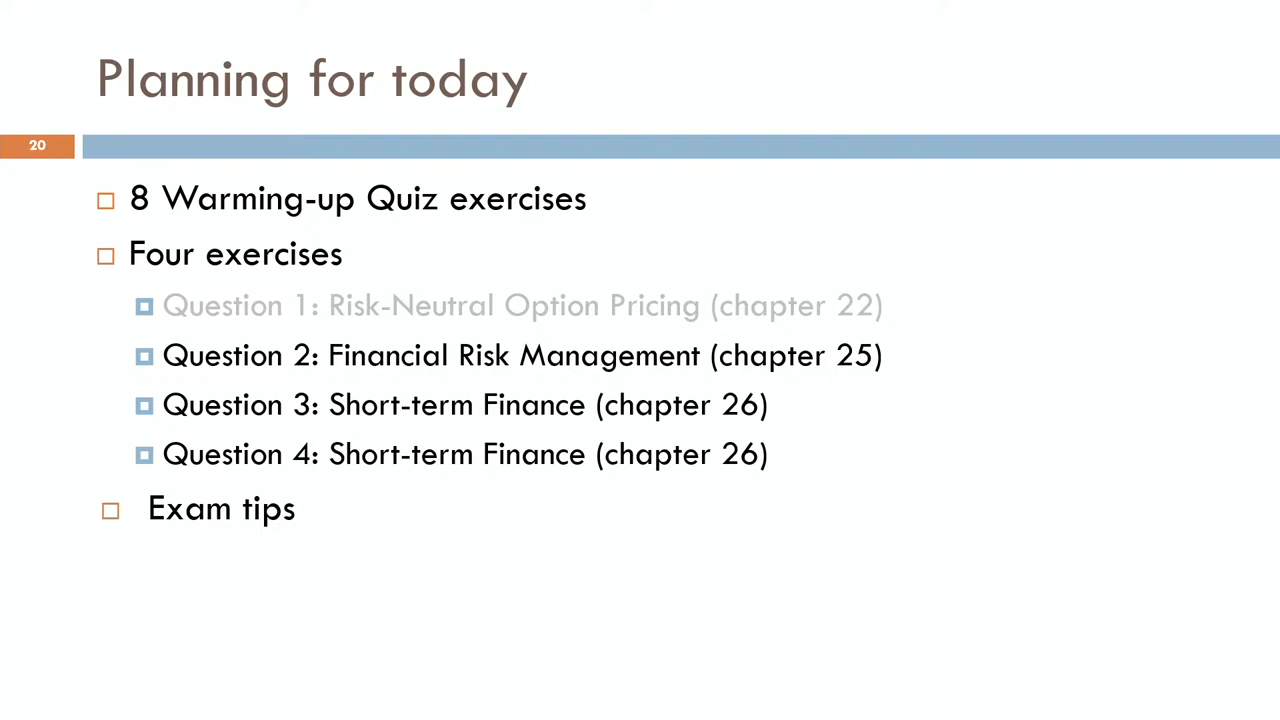 Planning for today
20
8 Warming-up Quiz exercises
Four exercises
Question 1: Risk-Neutral Option Pricing (chapter 22)
Question 2: Financial Risk Management (chapter 25)
Question 3: Short-term Finance (chapter 26)
Question 4: Short-term Finance (chapter 26)
Exam tips